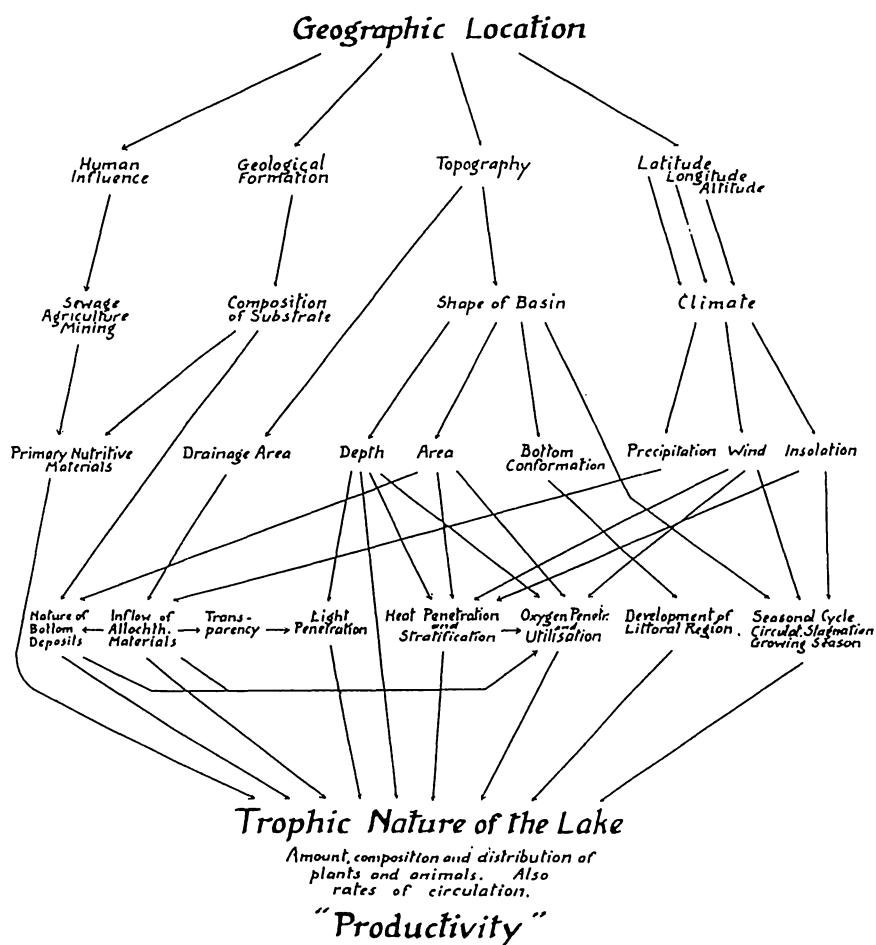 Geographic Location
Human
Influence
Geological
Formation
Topography
Latitude
Longitude
Altitude
Sewage
Agriculture
Mining
Composition
of Substrate
Shape of Basin
Climate
Primary Nutritive
Materials
Drainage Area
Depth
Area
Bottom
Conformation
Precipitation
Wind
Insolation
Nature of
Bottom
Deposits
Inflow of
Allochth.
Materials
Trans-
parency
Light
Penetration
Heat Penetration
and
Stratification
Oxygen Penetr.
and
Utilisation
Development of
Littoral Region.
Seasonal Cycle
Circulat. Stagnation
Growing Season
Trophic Nature of the Lake
Amount, composition and distribution of
plants and animals. Also
rates of circulation.
"Productivity"